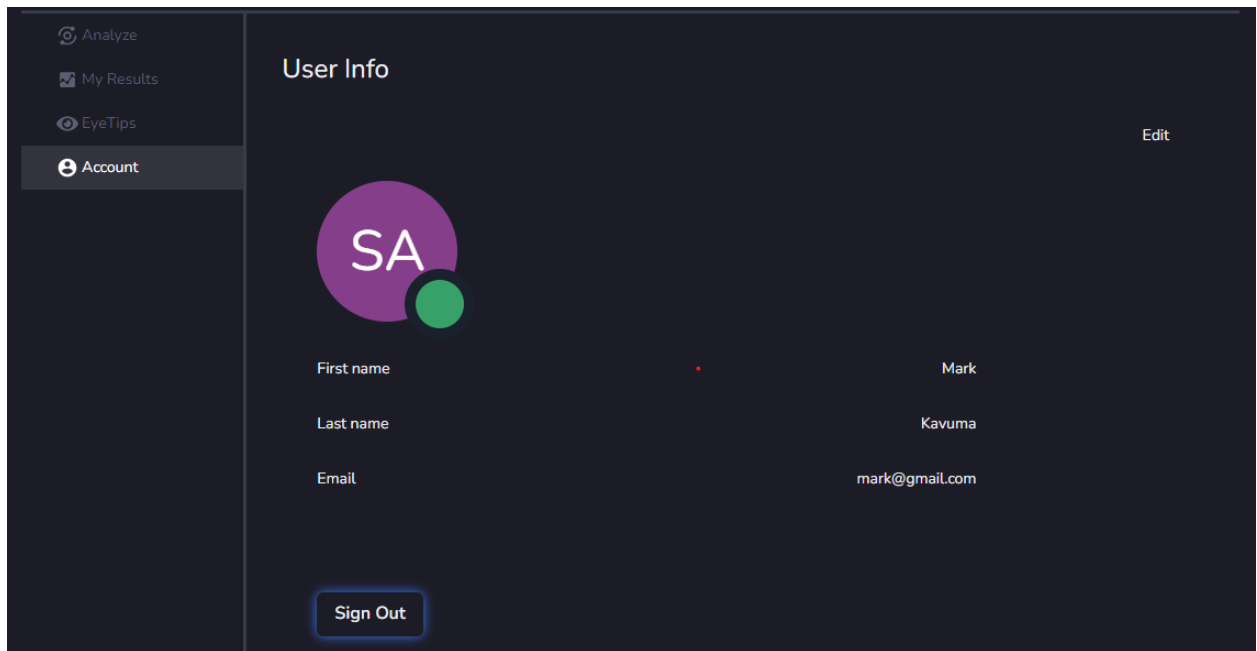 Analyze
My Results
EyeTips
Account
User Info
Edit
SA
First name Mark
Last name Kavuma
Email mark@gmail.com
Sign Out